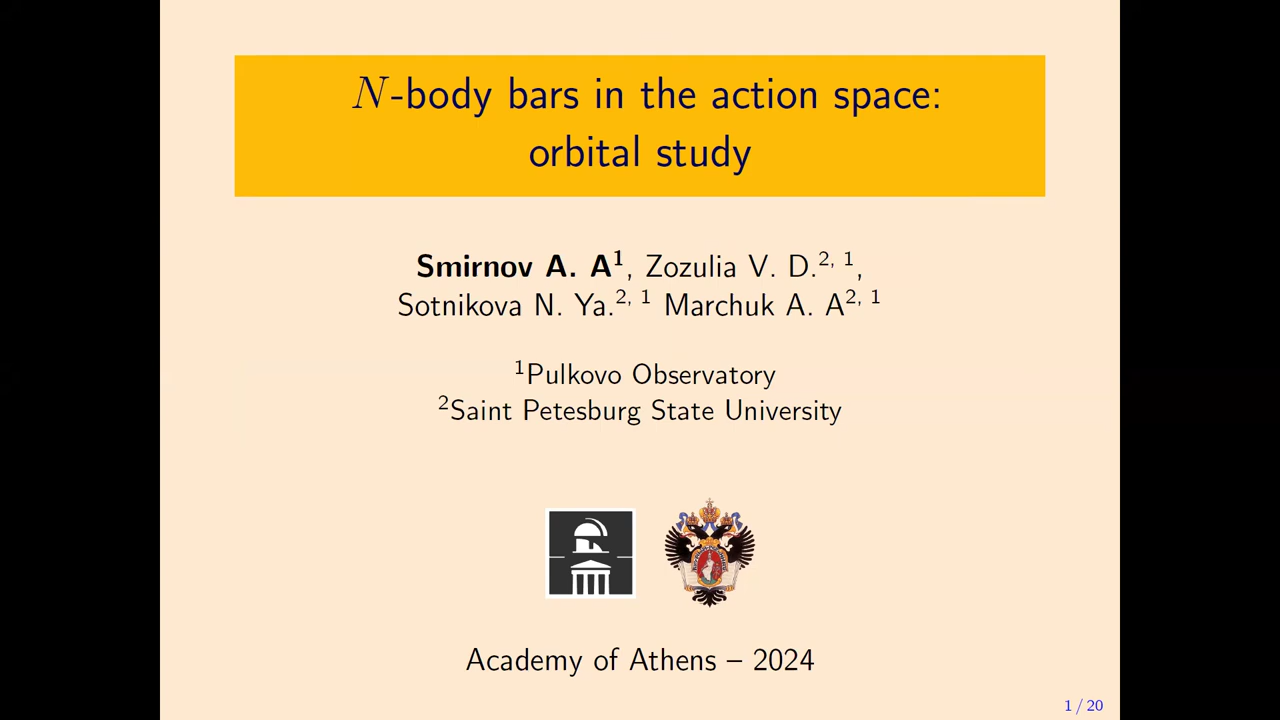 N-body bars in the action space:
orbital study
Smirnov A. A¹, Zozulia V. D.²˒ ¹,
Sotnikova N. Ya.²˒ ¹ Marchuk A. A²˒ ¹
¹Pulkovo Observatory
²Saint Petesburg State University
Academy of Athens – 2024
1 / 20